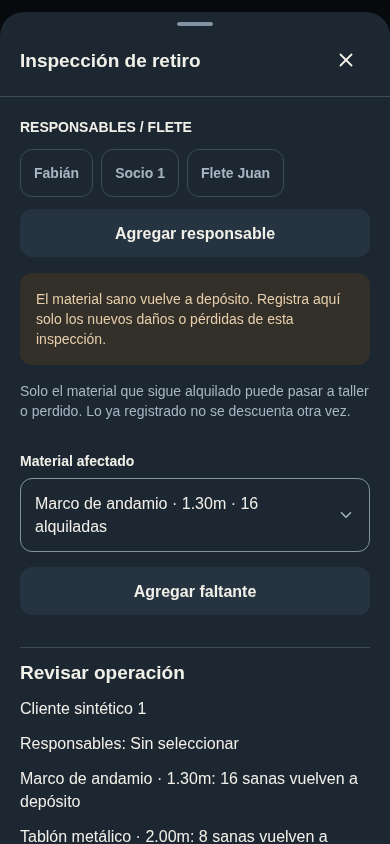 Inspección de retiro
RESPONSABLES / FLETE
Fabián
Socio 1
Flete Juan
Agregar responsable
El material sano vuelve a depósito. Registra aquí
solo los nuevos daños o pérdidas de esta
inspección.
Solo el material que sigue alquilado puede pasar a taller
o perdido. Lo ya registrado no se descuenta otra vez.
Material afectado
Marco de andamio · 1.30m · 16
alquiladas
Agregar faltante
Revisar operación
Cliente sintético 1
Responsables: Sin seleccionar
Marco de andamio · 1.30m: 16 sanas vuelven a
depósito
Tablón metálico · 2.00m: 8 sanas vuelven a